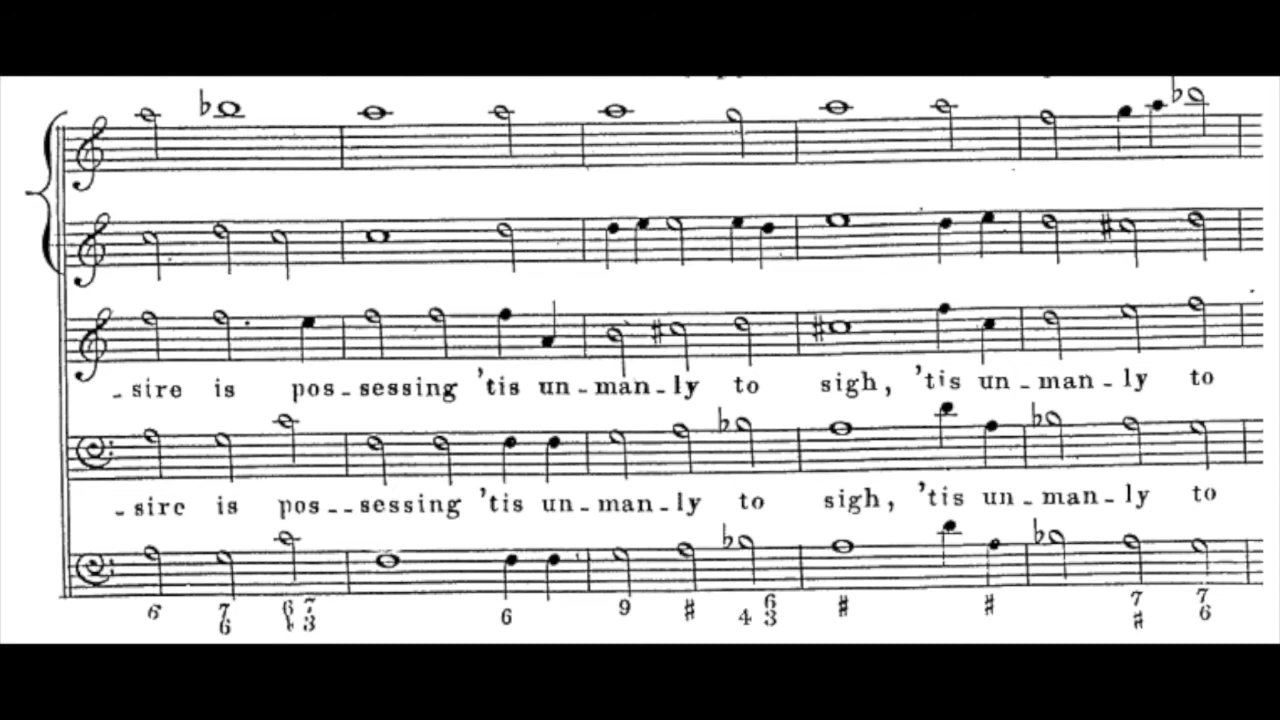 - sire is pos - sessing 'tis un - man - ly to sigh, 'tis un - man - ly to
- sire is pos - - sessing 'tis un - man - ly to sigh, 'tis un - man - ly to
6 7 6 7 6 9 # 6 # # 7 7
6 3 4 3 # 6